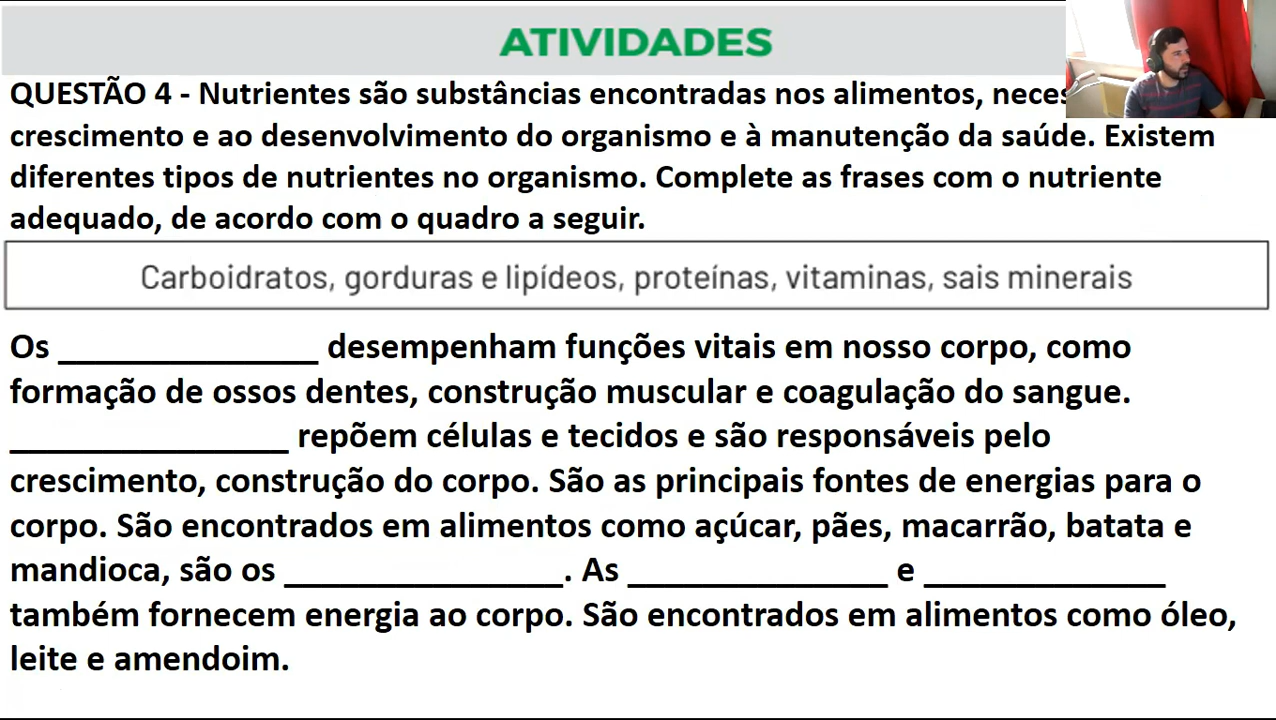 ATIVIDADES
QUESTÃO 4 - Nutrientes são substâncias encontradas nos alimentos,
crescimento e ao desenvolvimento do organismo e à manutenção da saúde. Existem
diferentes tipos de nutrientes no organismo. Complete as frases com o nutriente
adequado, de acordo com o quadro a seguir.
Carboidratos, gorduras e lipídeos, proteínas, vitaminas, sais minerais
Os ______________ desempenham funções vitais em nosso corpo, como
formação de ossos dentes, construção muscular e coagulação do sangue.
_______________ repõem células e tecidos e são responsáveis pelo
crescimento, construção do corpo. São as principais fontes de energias para o
corpo. São encontrados em alimentos como açúcar, pães, macarrão, batata e
mandioca, são os _______________. As ______________ e _____________
também fornecem energia ao corpo. São encontrados em alimentos como óleo,
leite e amendoim.